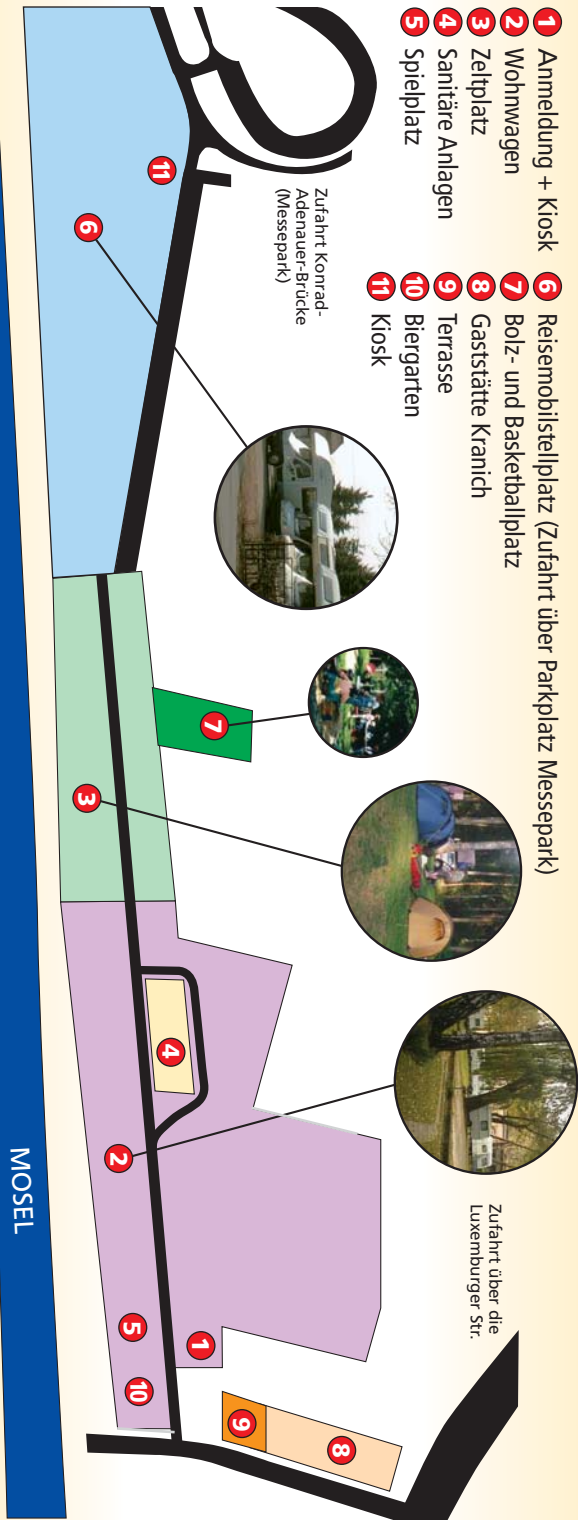 1 Anmeldung + Kiosk
2 Wohnwagen
3 Zeltplatz
4 Sanitäre Anlagen
5 Spielplatz
6 Reisemobilstellplatz (Zufahrt über Parkplatz Messepark)
7 Bolz- und Basketballplatz
8 Gaststätte Kranich
9 Terrasse
10 Biergarten
11 Kiosk
Zufahrt Konrad-
Adenauer-Brücke
(Messepark)
Zufahrt über die
Luxemburger Str.
11
6
7
3
4
2
5
10
1
9
8
MOSEL